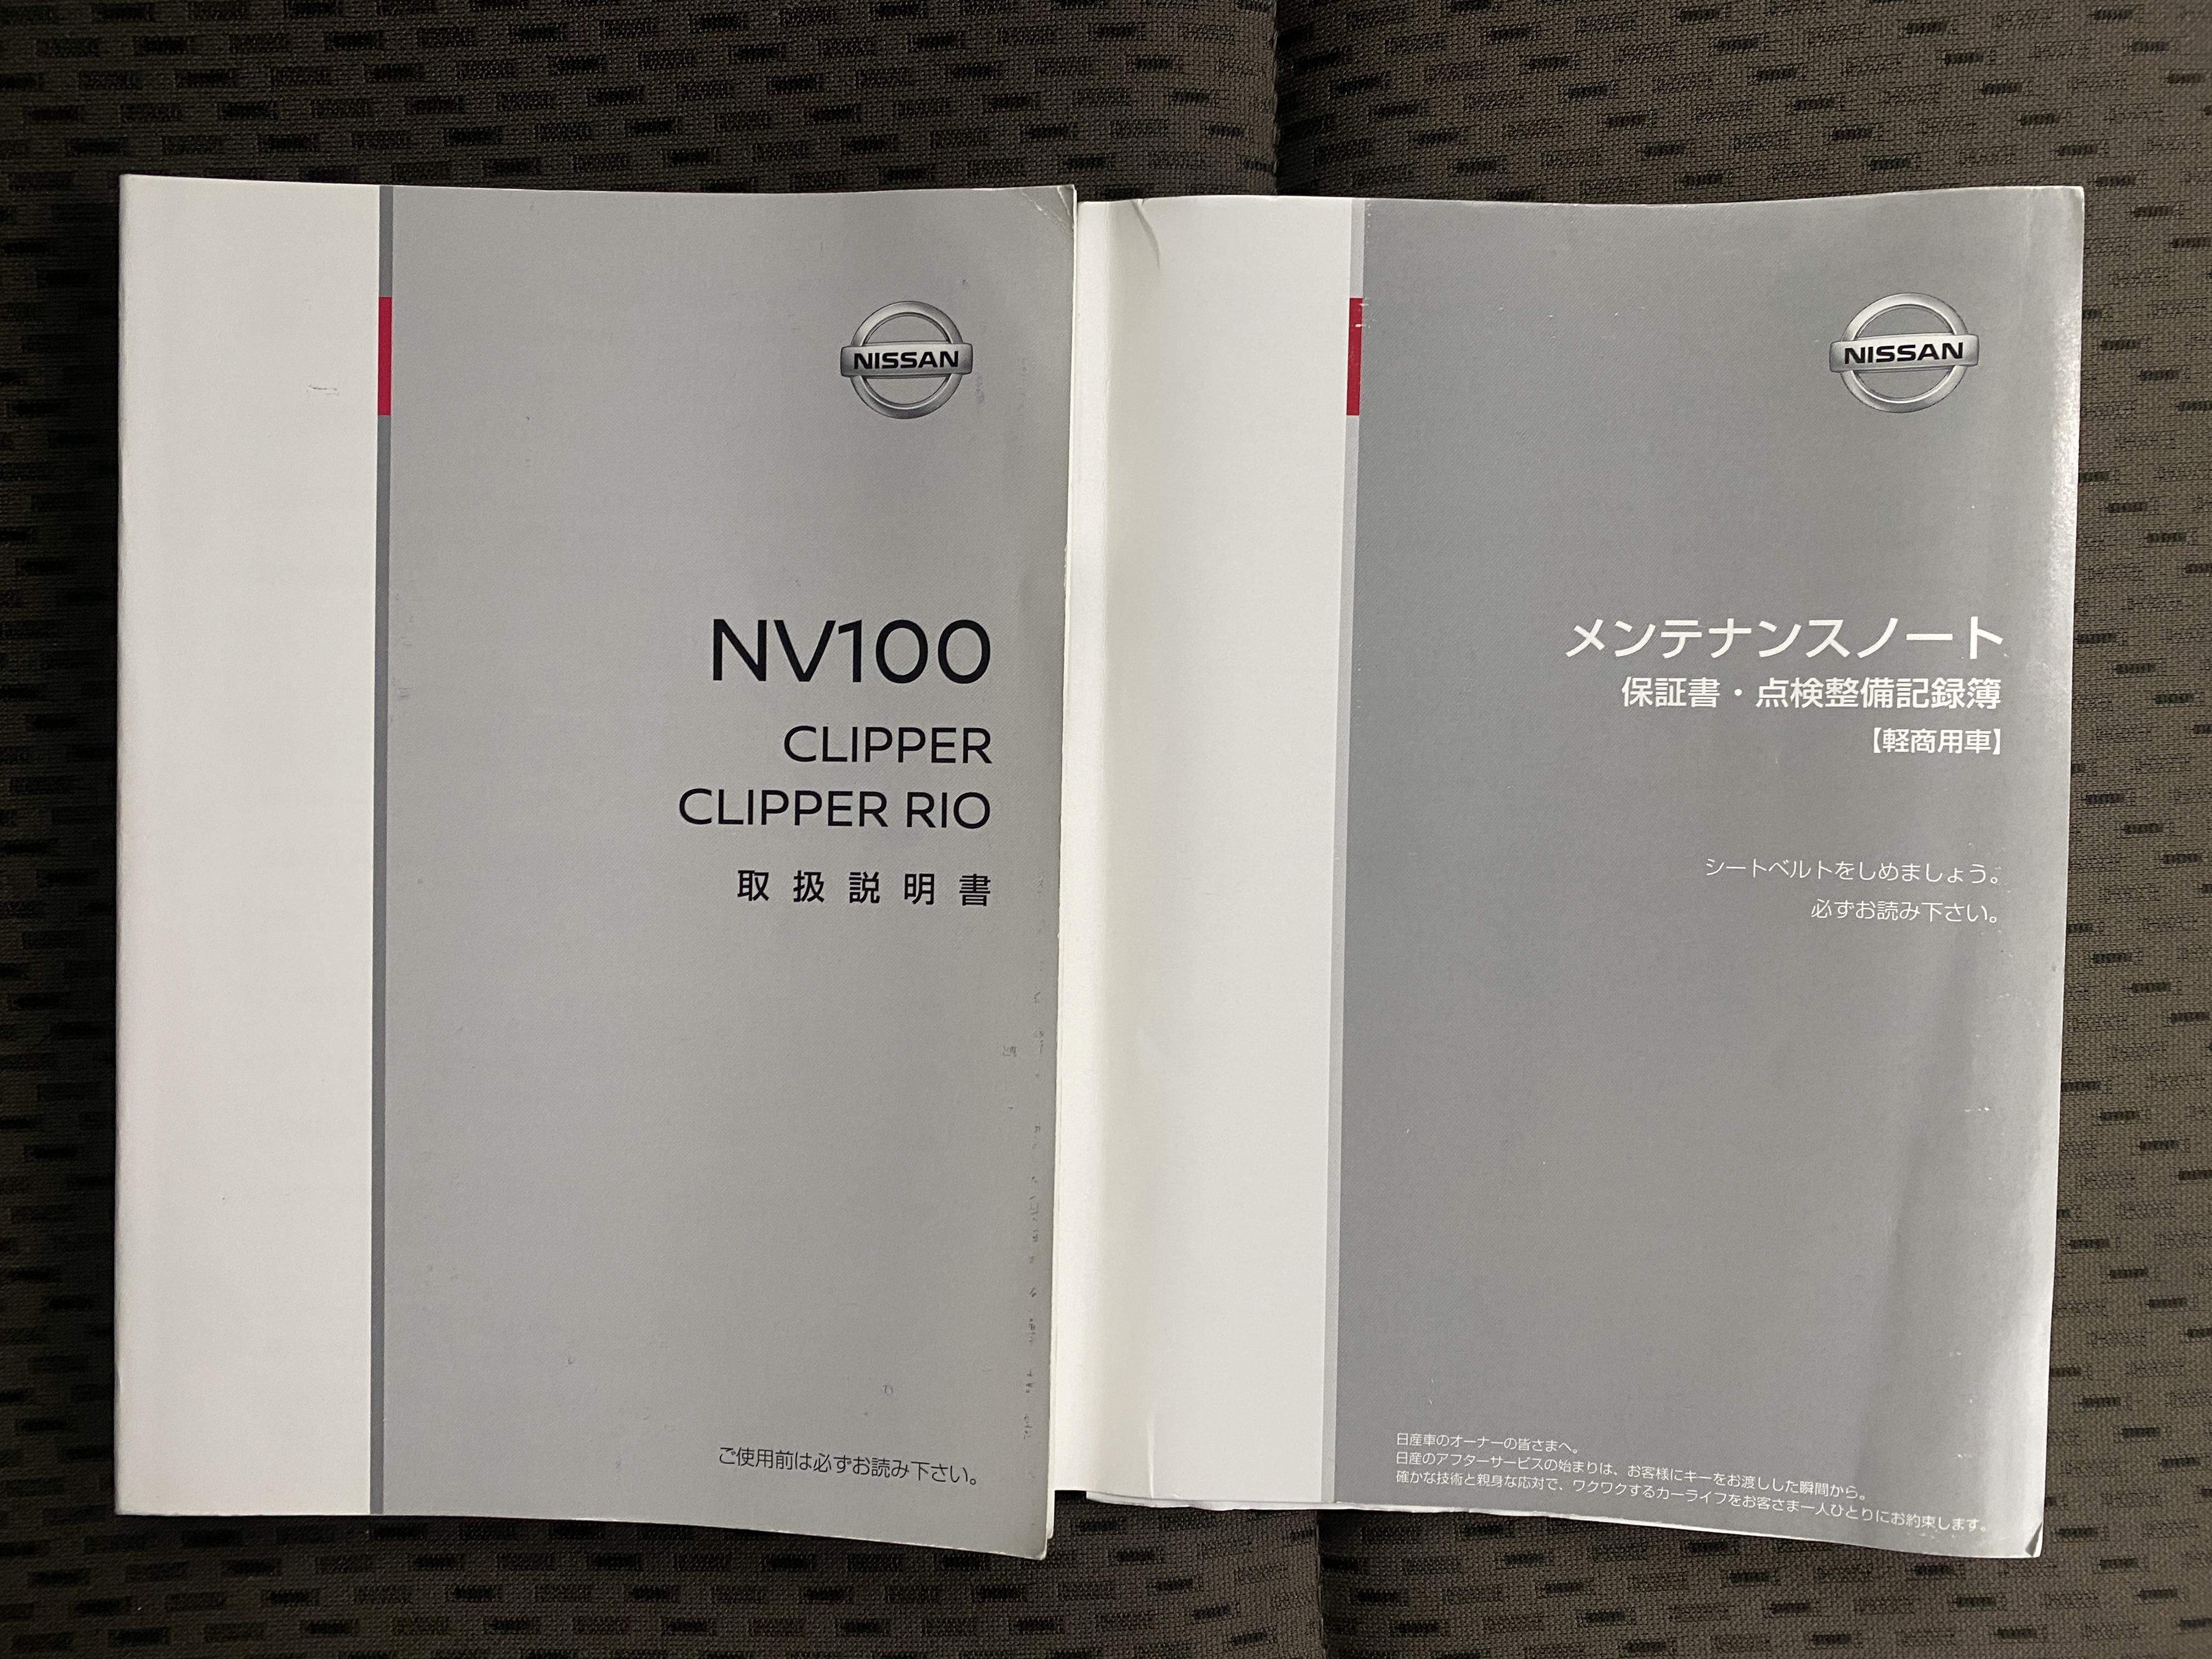 NISSAN
NV100
CLIPPER
CLIPPER RIO
取扱説明書
ご使用前は必ずお読み下さい。
NISSAN
メンテナンスノート
保証書・点検整備記録簿
【軽商用車】
シートベルトをしめましょう。
必ずお読み下さい。
日産車のオーナーの皆さまへ。
日産のアフターサービスの始まりは、お客様にキーをお渡しした瞬間から。
確かな技術と親身な応対で、ワクワクするカーライフをお客さま一人ひとりにお約束します。